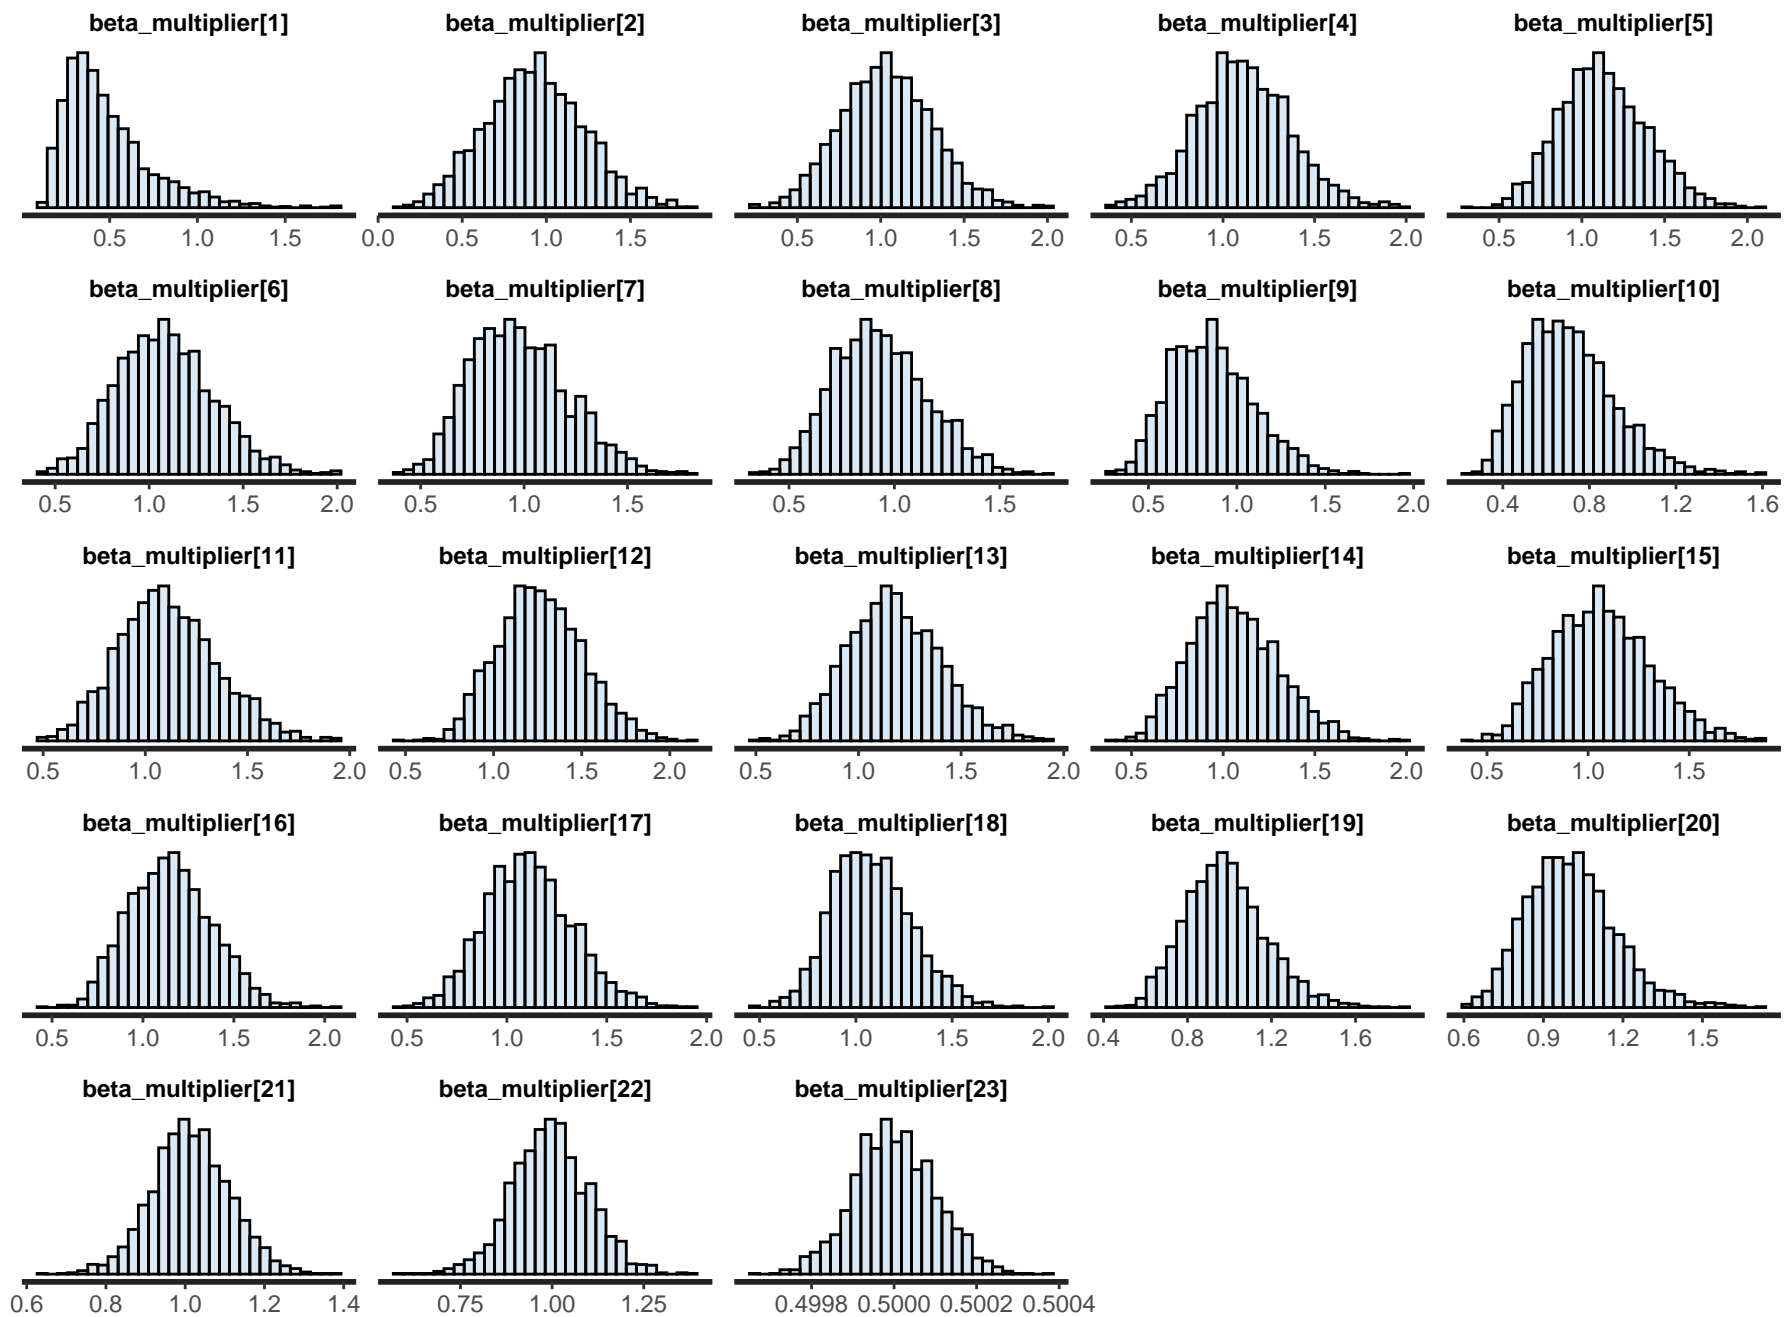 beta_multiplier[1] beta_multiplier[2] beta_multiplier[3] beta_multiplier[4] beta_multiplier[5]
0.5 1.0 1.5 0.0 0.5 1.0 1.5 0.5 1.0 1.5 2.0 0.5 1.0 1.5 2.0 0.5 1.0 1.5 2.0
beta_multiplier[6] beta_multiplier[7] beta_multiplier[8] beta_multiplier[9] beta_multiplier[10]
0.5 1.0 1.5 2.0 0.5 1.0 1.5 0.5 1.0 1.5 0.5 1.0 1.5 2.0 0.4 0.8 1.2 1.6
beta_multiplier[11] beta_multiplier[12] beta_multiplier[13] beta_multiplier[14] beta_multiplier[15]
0.5 1.0 1.5 2.0 0.5 1.0 1.5 2.0 0.5 1.0 1.5 2.0 0.5 1.0 1.5 2.0 0.5 1.0 1.5
beta_multiplier[16] beta_multiplier[17] beta_multiplier[18] beta_multiplier[19] beta_multiplier[20]
0.5 1.0 1.5 2.0 0.5 1.0 1.5 2.0 0.5 1.0 1.5 2.0 0.4 0.8 1.2 1.6 0.6 0.9 1.2 1.5
beta_multiplier[21] beta_multiplier[22] beta_multiplier[23]
0.6 0.8 1.0 1.2 1.4 0.75 1.00 1.25 0.4998 0.5000 0.5002 0.5004